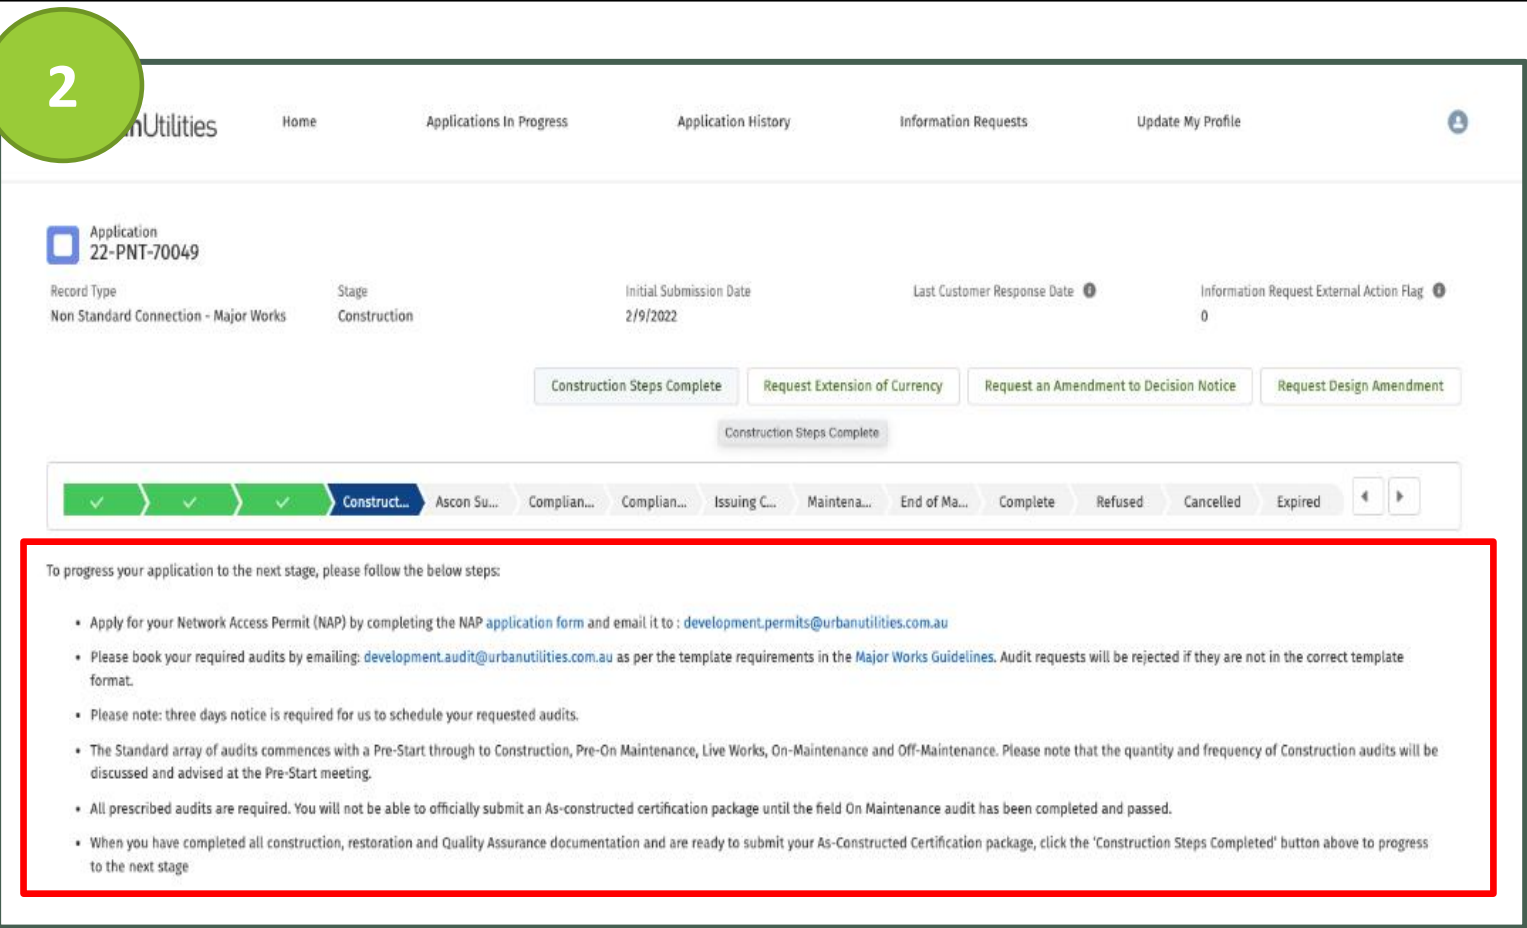 2
nUtilities
Home
Applications In Progress
Application History
Information Requests
Update My Profile
Application
22-PNT-70049
Record Type
Stage
Initial Submission Date
Last Customer Response Date
Information Request External Action Flag
Non Standard Connection - Major Works
Construction
2/9/2022
0
Construction Steps Complete
Request Extension of Currency
Request an Amendment to Decision Notice
Request Design Amendment
Construction Steps Complete
Construct...
Ascon Su...
Complian...
Complian...
Issuing C...
Maintena...
End of Ma...
Complete
Refused
Cancelled
Expired
To progress your application to the next stage, please follow the below steps:
• Apply for your Network Access Permit (NAP) by completing the NAP application form and email it to : development.permits@urbanutilities.com.au
• Please book your required audits by emailing: development.audit@urbanutilities.com.au as per the template requirements in the Major Works Guidelines. Audit requests will be rejected if they are not in the correct template
format.
• Please note: three days notice is required for us to schedule your requested audits.
• The Standard array of audits commences with a Pre-Start through to Construction, Pre-On Maintenance, Live Works, On-Maintenance and Off-Maintenance. Please note that the quantity and frequency of Construction audits will be
discussed and advised at the Pre-Start meeting.
• All prescribed audits are required. You will not be able to officially submit an As-constructed certification package until the field On Maintenance audit has been completed and passed.
• When you have completed all construction, restoration and Quality Assurance documentation and are ready to submit your As-Constructed Certification package, click the 'Construction Steps Completed' button above to progress
to the next stage